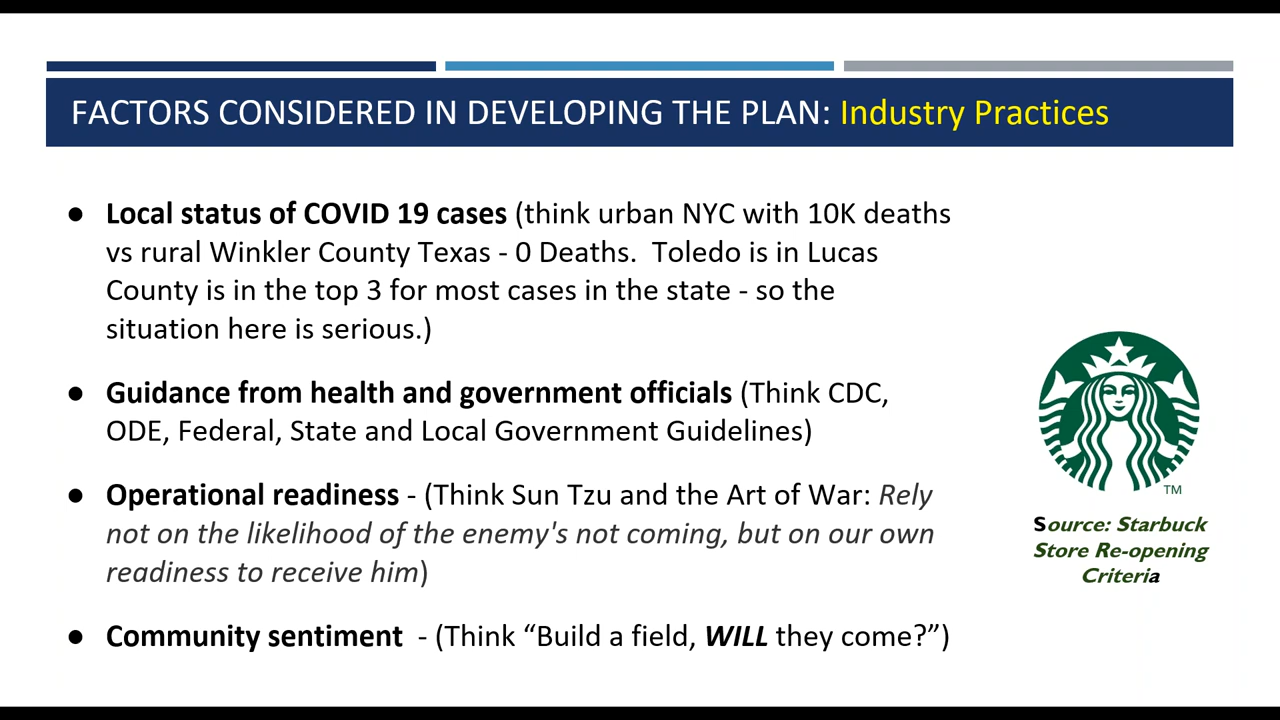 FACTORS CONSIDERED IN DEVELOPING THE PLAN: Industry Practices
● Local status of COVID 19 cases (think urban NYC with 10K deaths
vs rural Winkler County Texas - 0 Deaths.  Toledo is in Lucas
County is in the top 3 for most cases in the state - so the
situation here is serious.)
● Guidance from health and government officials (Think CDC,
ODE, Federal, State and Local Government Guidelines)
● Operational readiness - (Think Sun Tzu and the Art of War: Rely
not on the likelihood of the enemy's not coming, but on our own
readiness to receive him)
● Community sentiment  - (Think “Build a field, WILL they come?”)
TM
Source: Starbuck
Store Re-opening
Criteria